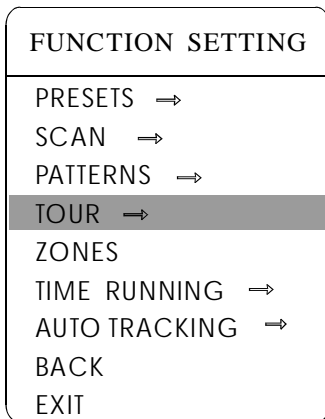 FUNCTION SETTING
PRESETS ⇒
SCAN ⇒
PATTERNS ⇒
TOUR ⇒
ZONES
TIME RUNNING ⇒
AUTO TRACKING ⇒
BACK
EXIT